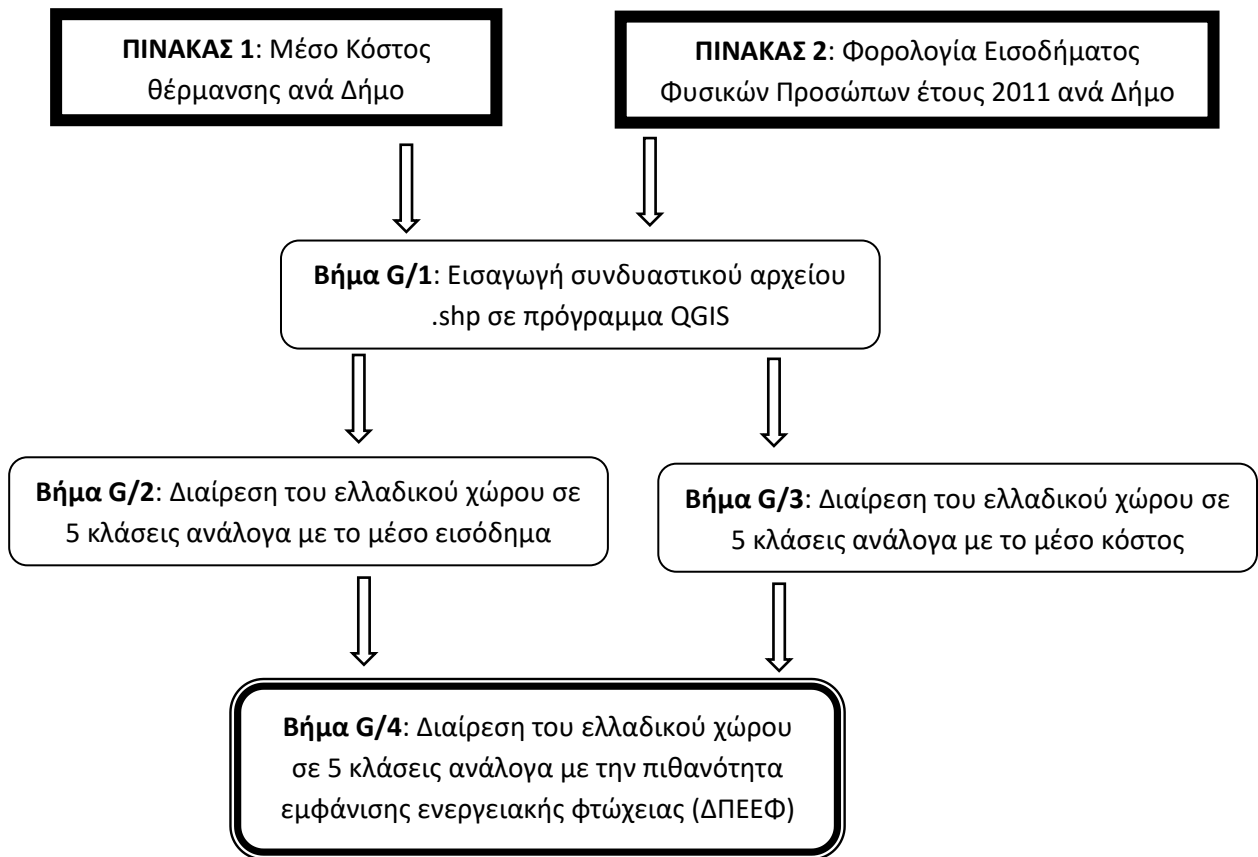 ΠΙΝΑΚΑΣ 1: Μέσο Κόστος
θέρμανσης ανά Δήμο
ΠΙΝΑΚΑΣ 2: Φορολογία Εισοδήματος
Φυσικών Προσώπων έτους 2011 ανά Δήμο
Βήμα G/1: Εισαγωγή συνδυαστικού αρχείου
.shp σε πρόγραμμα QGIS
Βήμα G/2: Διαίρεση του ελλαδικού χώρου σε
5 κλάσεις ανάλογα με το μέσο εισόδημα
Βήμα G/3: Διαίρεση του ελλαδικού χώρου σε
5 κλάσεις ανάλογα με το μέσο κόστος
Βήμα G/4: Διαίρεση του ελλαδικού χώρου
σε 5 κλάσεις ανάλογα με την πιθανότητα
εμφάνισης ενεργειακής φτώχειας (ΔΠΕΕΦ)